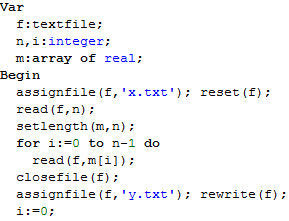 Var
f:textfile;
n,i:integer;
m:array of real;
Begin
assignfile(f,'x.txt'); reset(f);
read(f,n);
setlength(m,n);
for i:=0 to n-1 do
read(f,m[i]);
closefile(f);
assignfile(f,'y.txt'); rewrite(f);
i:=0;